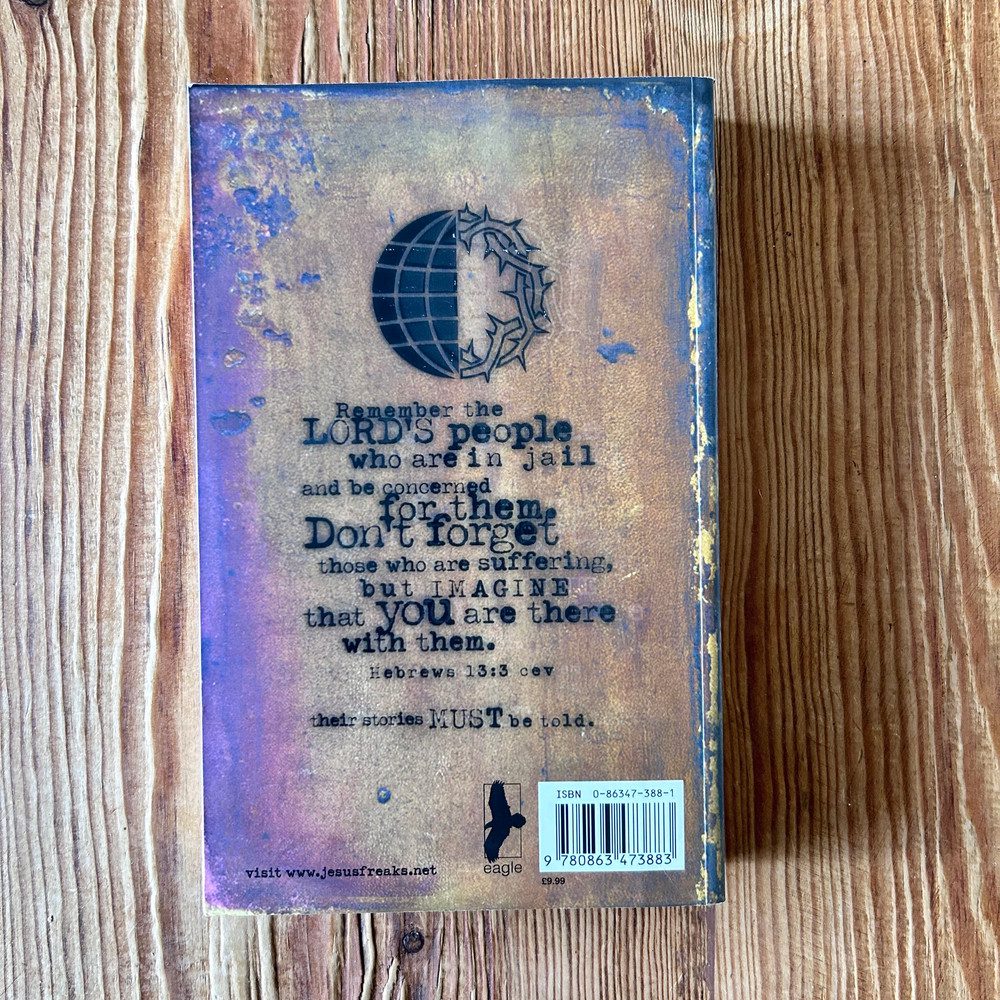 Remember the
LORD'S people
who are in jail
and be concerned
for them.
Don't forget
those who are suffering,
but IMAGINE
that you are there
with them.
Hebrews 13:3 cev
their stories MUST be told.
ISBN 0-86347-388-1
9 780863 473883
eagle
visit www.jesusfreaks.net
£9.99